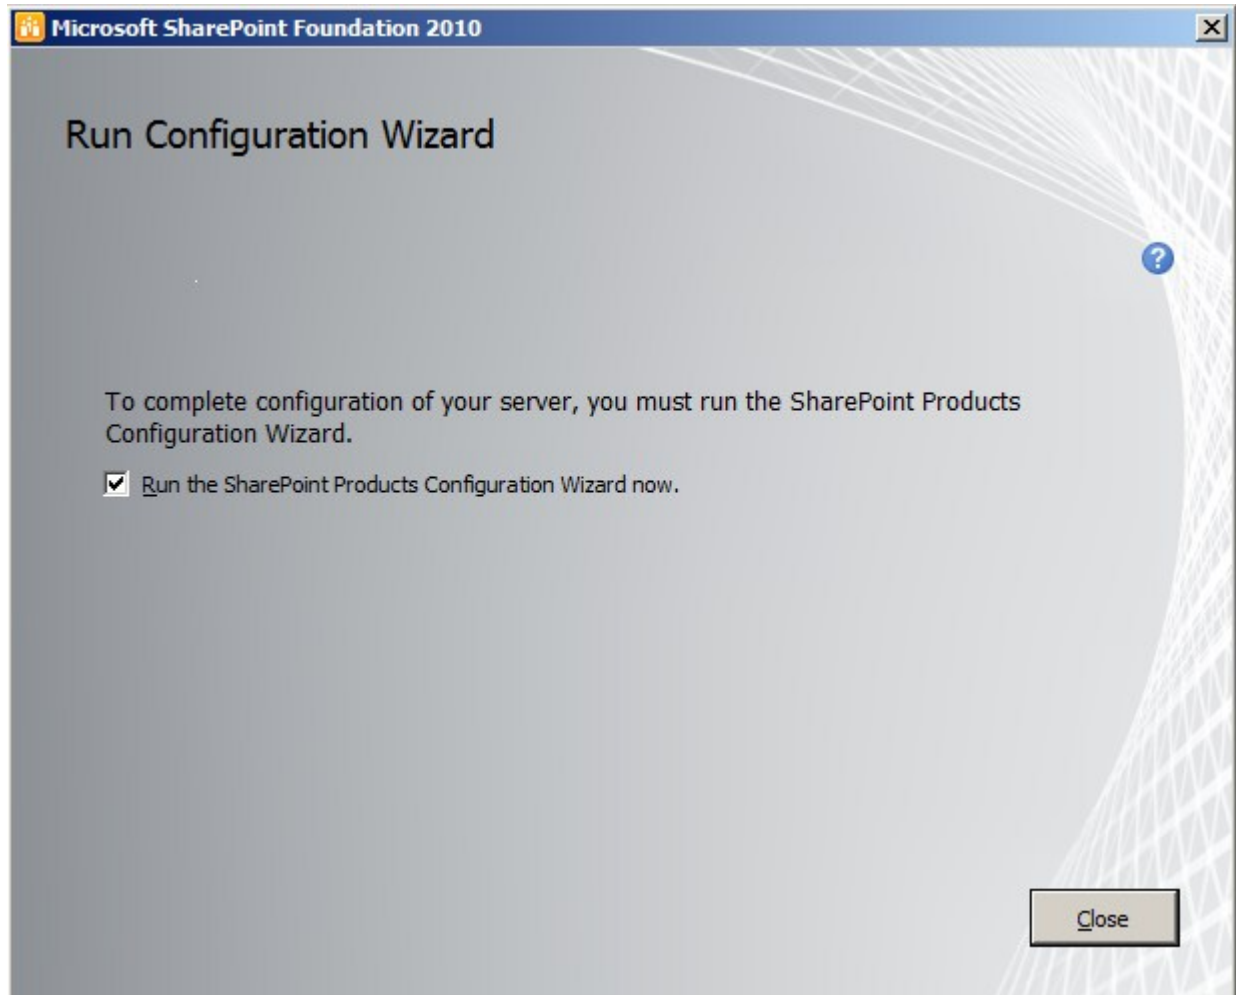 Microsoft SharePoint Foundation 2010
Run Configuration Wizard
?
To complete configuration of your server, you must run the SharePoint Products
Configuration Wizard.
Run the SharePoint Products Configuration Wizard now.
Close